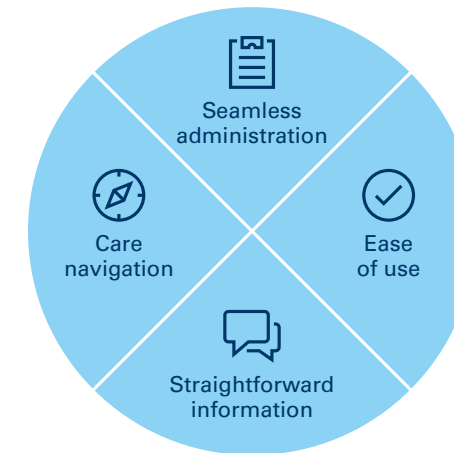 Seamless
administration
Care
navigation
Ease
of use
Straightforward
information